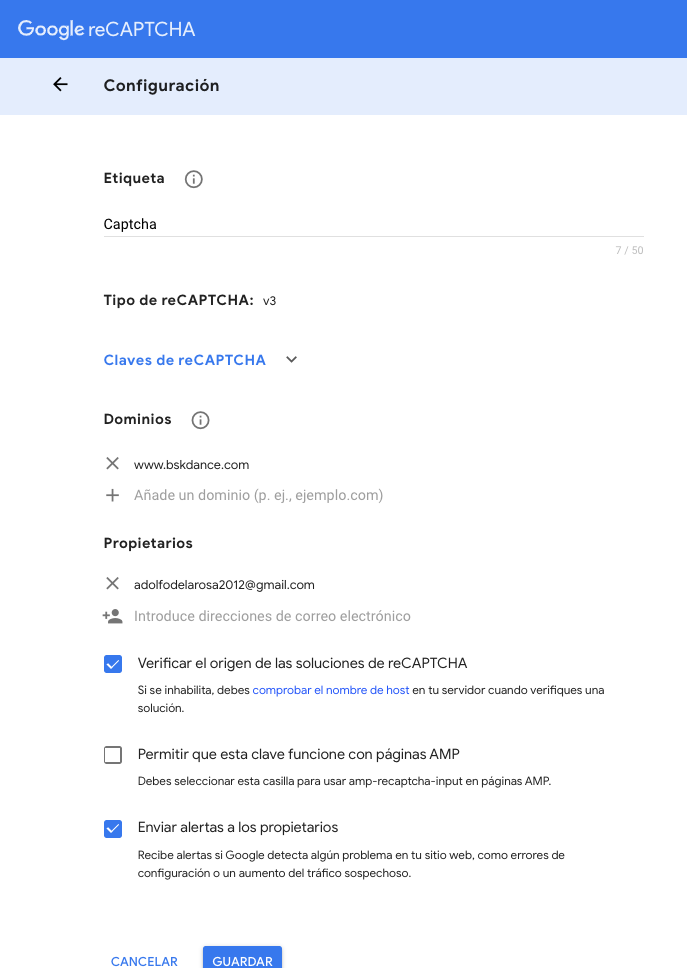 Google reCAPTCHA
Configuración
Etiqueta
Captcha
7 / 50
Tipo de reCAPTCHA: v3
Claves de reCAPTCHA
Dominios
www.bskdance.com
Añade un dominio (p. ej., ejemplo.com)
Propietarios
adolfodelarosa2012@gmail.com
Introduce direcciones de correo electrónico
Verificar el origen de las soluciones de reCAPTCHA
Si se inhabilita, debes comprobar el nombre de host en tu servidor cuando verifiques una
solución.
Permitir que esta clave funcione con páginas AMP
Debes seleccionar esta casilla para usar amp-recaptcha-input en páginas AMP.
Enviar alertas a los propietarios
Recibe alertas si Google detecta algún problema en tu sitio web, como errores de
configuración o un aumento del tráfico sospechoso.
CANCELAR GUARDAR